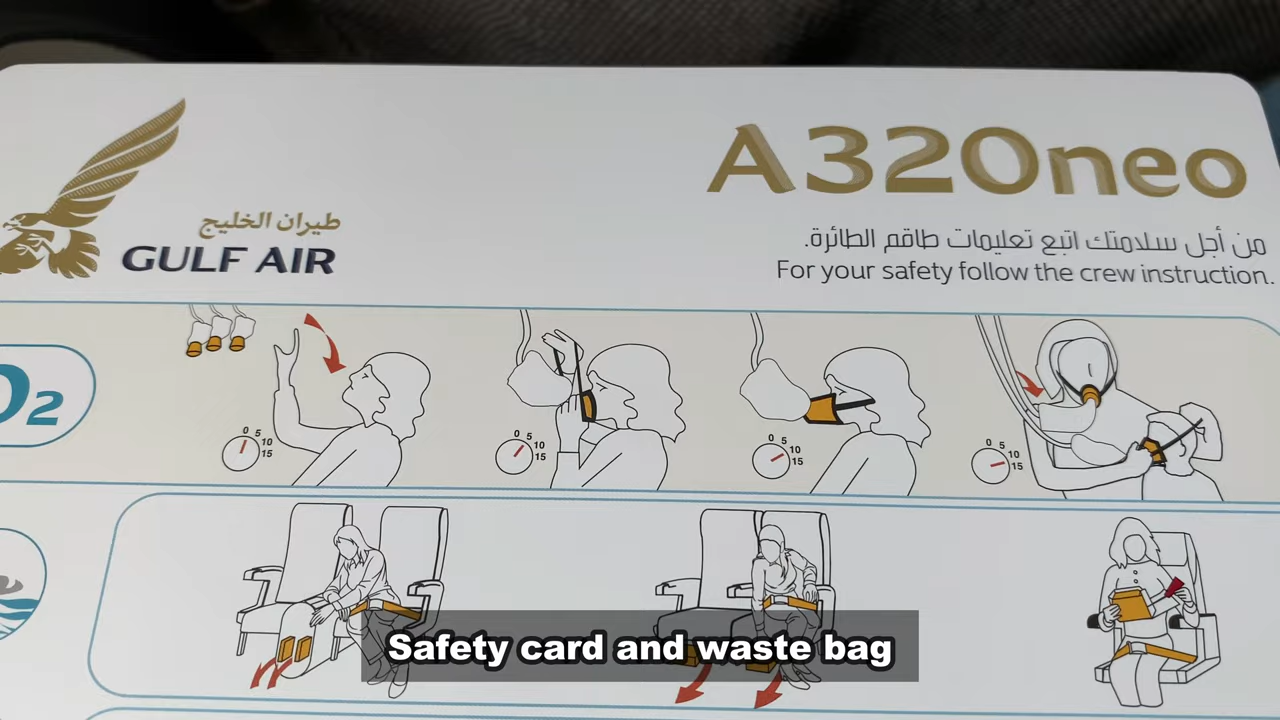 A320neo
طيران الخليج
GULF AIR
من أجل سلامتك اتبع تعليمات طاقم الطائرة.
For your safety follow the crew instruction.
O2
0 5 10 15
0 5 10 15
0 5 10 15
0 5 10 15
Safety card and waste bag